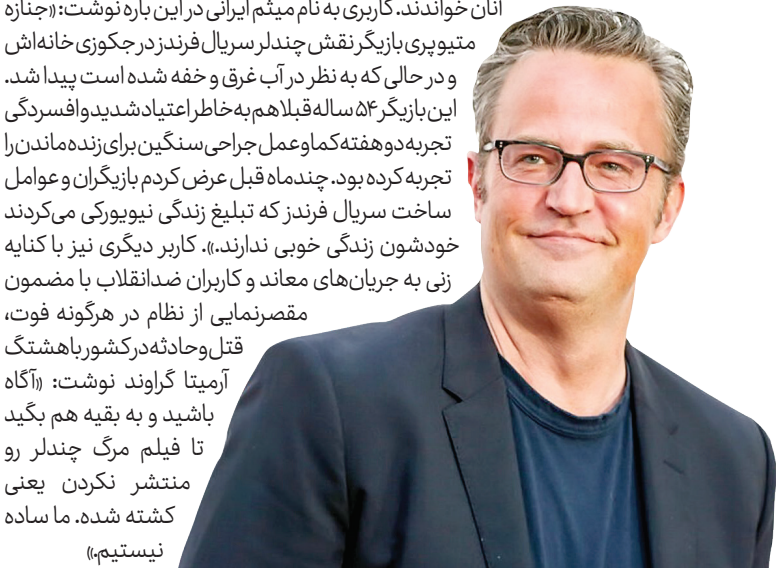 آنان خواندند. کاربری به نام میثم ایرانی در این باره نوشت: «جنازه
متیو پری بازیگر نقش چندلر سریال فرندز در جکوزی خانه‌اش
و در حالی که به نظر در آب غرق و خفه شده است پیدا شد.
این بازیگر ۵۴ ساله قبلا هم به خاطر اعتیاد شدید و افسردگی
تجربه دو هفته کما و عمل جراحی سنگین برای زنده ماندن را
تجربه کرده بود. چند ماه قبل عرض کردم بازیگران و عوامل
ساخت سریال فرندز که تبلیغ زندگی نیویورکی می‌کردند
خودشون زندگی خوبی ندارند.». کاربر دیگری نیز با کنایه
زنی به جریان‌های معاند و کاربران ضدانقلاب با مضمون
مقصرنمایی از نظام در هرگونه فوت،
قتل و حادثه در کشور با هشتگ
آرمیتا گراوند نوشت: «آگاه
باشید و به بقیه هم بگید
تا فیلم مرگ چندلر رو
منتشر نکردن یعنی
کشته شده. ما ساده
نیستیم.»